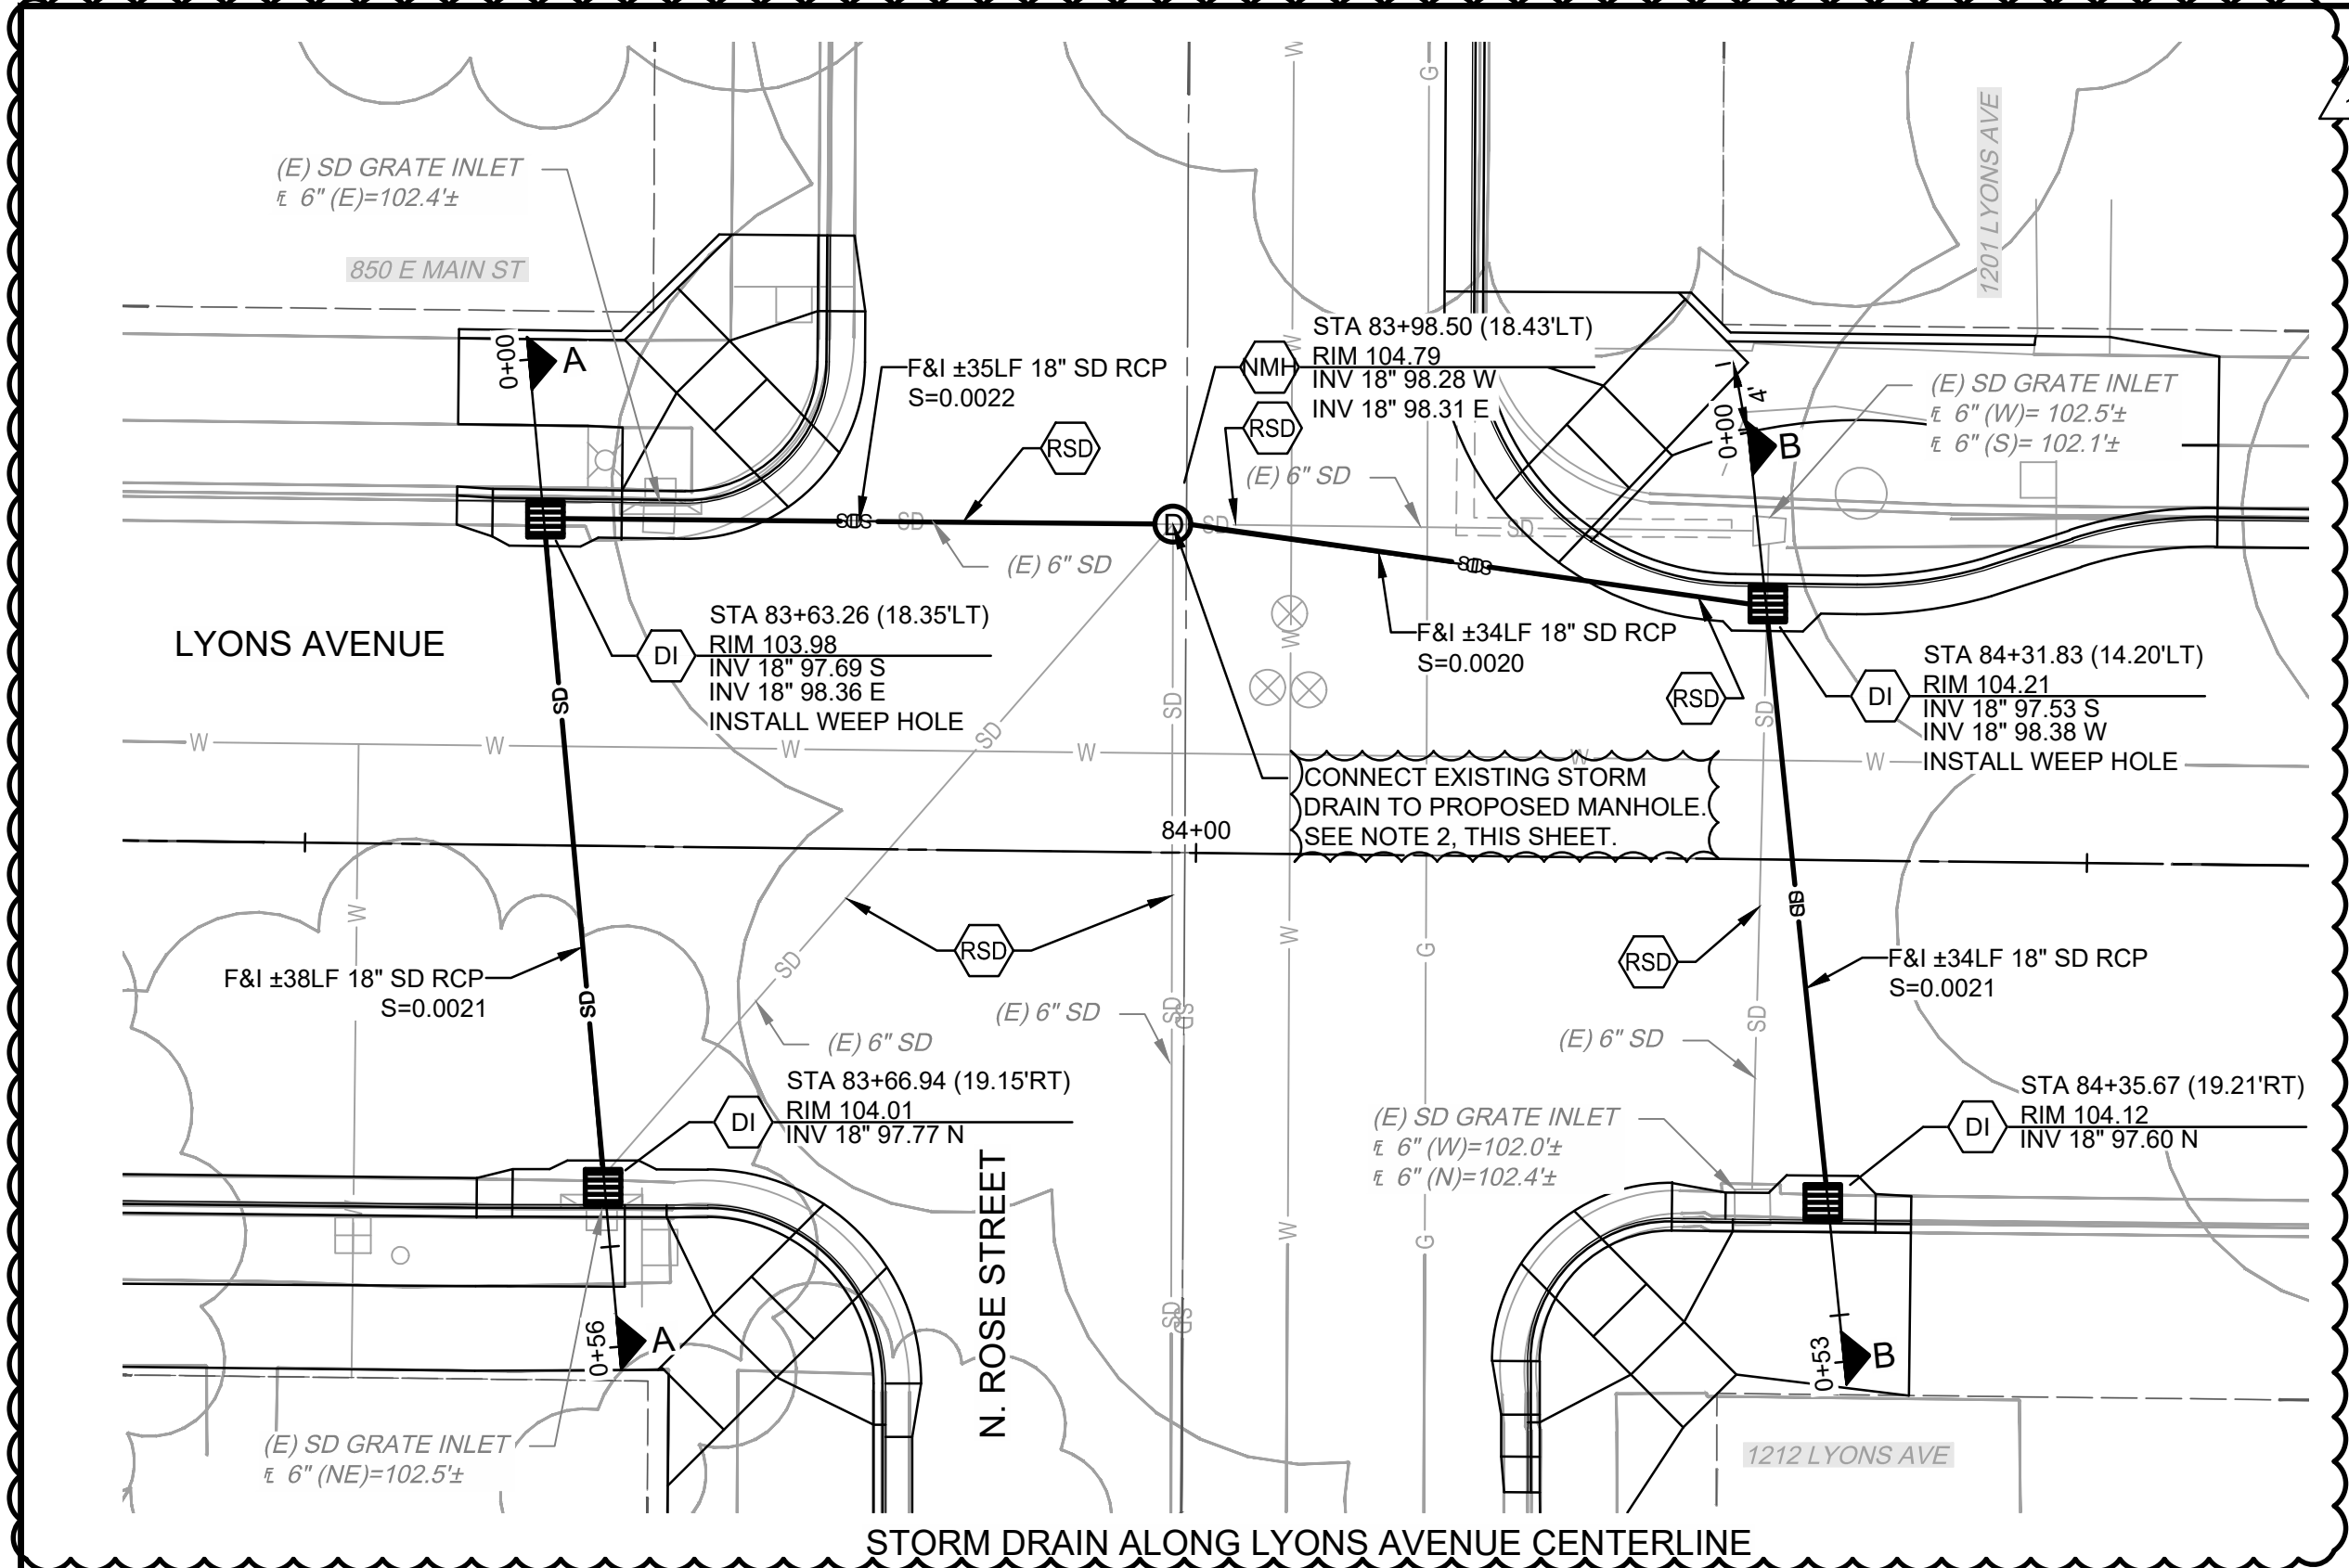 (E) SD GRATE INLET
℄ 6" (E)=102.4'±
850 E MAIN ST
0+00
A
F&I ±35LF 18" SD RCP
S=0.0022
RSD
NMH
STA 83+98.50 (18.43'LT)
RIM 104.79
INV 18" 98.28 W
INV 18" 98.31 E
RSD
(E) 6" SD
1201 LYONS AVE
(E) SD GRATE INLET
6" (W)= 102.5'±
6" (S)= 102.1'±
4'
0+00
B
SD
SD
SD
D
(E) 6" SD
LYONS AVENUE
DI
STA 83+63.26 (18.35'LT)
RIM 103.98
INV 18" 97.69 S
INV 18" 98.36 E
INSTALL WEEP HOLE
F&I ±34LF 18" SD RCP
S=0.0020
RSD
DI
STA 84+31.83 (14.20'LT)
RIM 104.21
INV 18" 97.53 S
INV 18" 98.38 W
INSTALL WEEP HOLE
SD
SD
SD
SD
W
W
W
W
W
W
G
CONNECT EXISTING STORM
DRAIN TO PROPOSED MANHOLE.
SEE NOTE 2, THIS SHEET.
84+00
W
W
G
SD
RSD
RSD
F&I ±38LF 18" SD RCP
S=0.0021
SD
SD
SD
F&I ±34LF 18" SD RCP
S=0.0021
(E) 6" SD
(E) 6" SD
(E) 6" SD
DI
STA 83+66.94 (19.15'RT)
RIM 104.01
INV 18" 97.77 N
(E) SD GRATE INLET
6" (W)=102.0'±
6" (N)=102.4'±
DI
STA 84+35.67 (19.21'RT)
RIM 104.12
INV 18" 97.60 N
N. ROSE STREET
W
G
SD
0+56
A
0+53
B
(E) SD GRATE INLET
6" (NE)=102.5'±
1212 LYONS AVE
STORM DRAIN ALONG LYONS AVENUE CENTERLINE